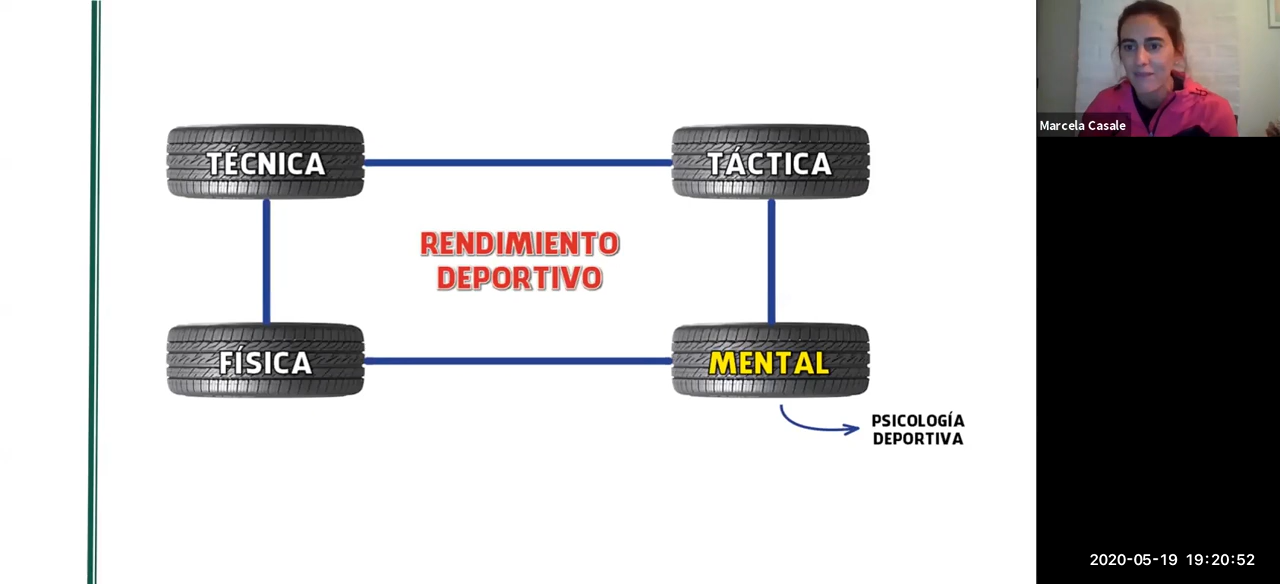 TÉCNICA
TÁCTICA
RENDIMIENTO
DEPORTIVO
FÍSICA
MENTAL
PSICOLOGÍA
DEPORTIVA
Marcela Casale
2020-05-19 19:20:52